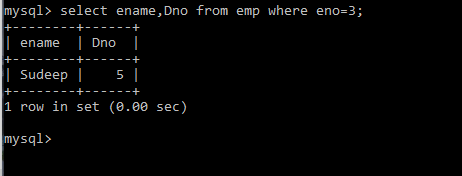 mysql> select ename,Dno from emp where eno=3;
+--------+------+
| ename  | Dno  |
+--------+------+
| Sudeep |    5 |
+--------+------+
1 row in set (0.00 sec)
mysql>